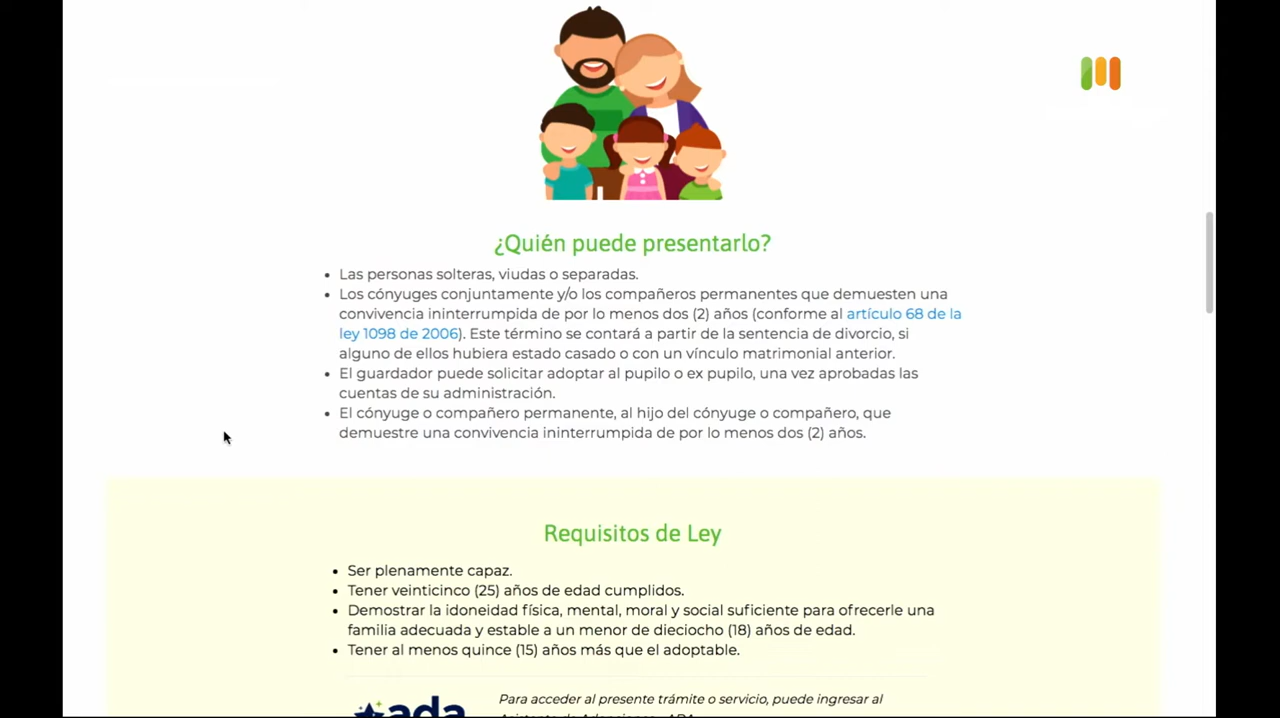 ¿Quién puede presentarlo?
• Las personas solteras, viudas o separadas.
• Los cónyuges conjuntamente y/o los compañeros permanentes que demuesten una
convivencia ininterrumpida de por lo menos dos (2) años (conforme al artículo 68 de la
ley 1098 de 2006). Este término se contará a partir de la sentencia de divorcio, si
alguno de ellos hubiera estado casado o con un vínculo matrimonial anterior.
• El guardador puede solicitar adoptar al pupilo o ex pupilo, una vez aprobadas las
cuentas de su administración.
• El cónyuge o compañero permanente, al hijo del cónyuge o compañero, que
demuestre una convivencia ininterrumpida de por lo menos dos (2) años.
Requisitos de Ley
• Ser plenamente capaz.
• Tener veinticinco (25) años de edad cumplidos.
• Demostrar la idoneidad física, mental, moral y social suficiente para ofrecerle una
familia adecuada y estable a un menor de dieciocho (18) años de edad.
• Tener al menos quince (15) años más que el adoptable.
ada
Para acceder al presente trámite o servicio, puede ingresar al